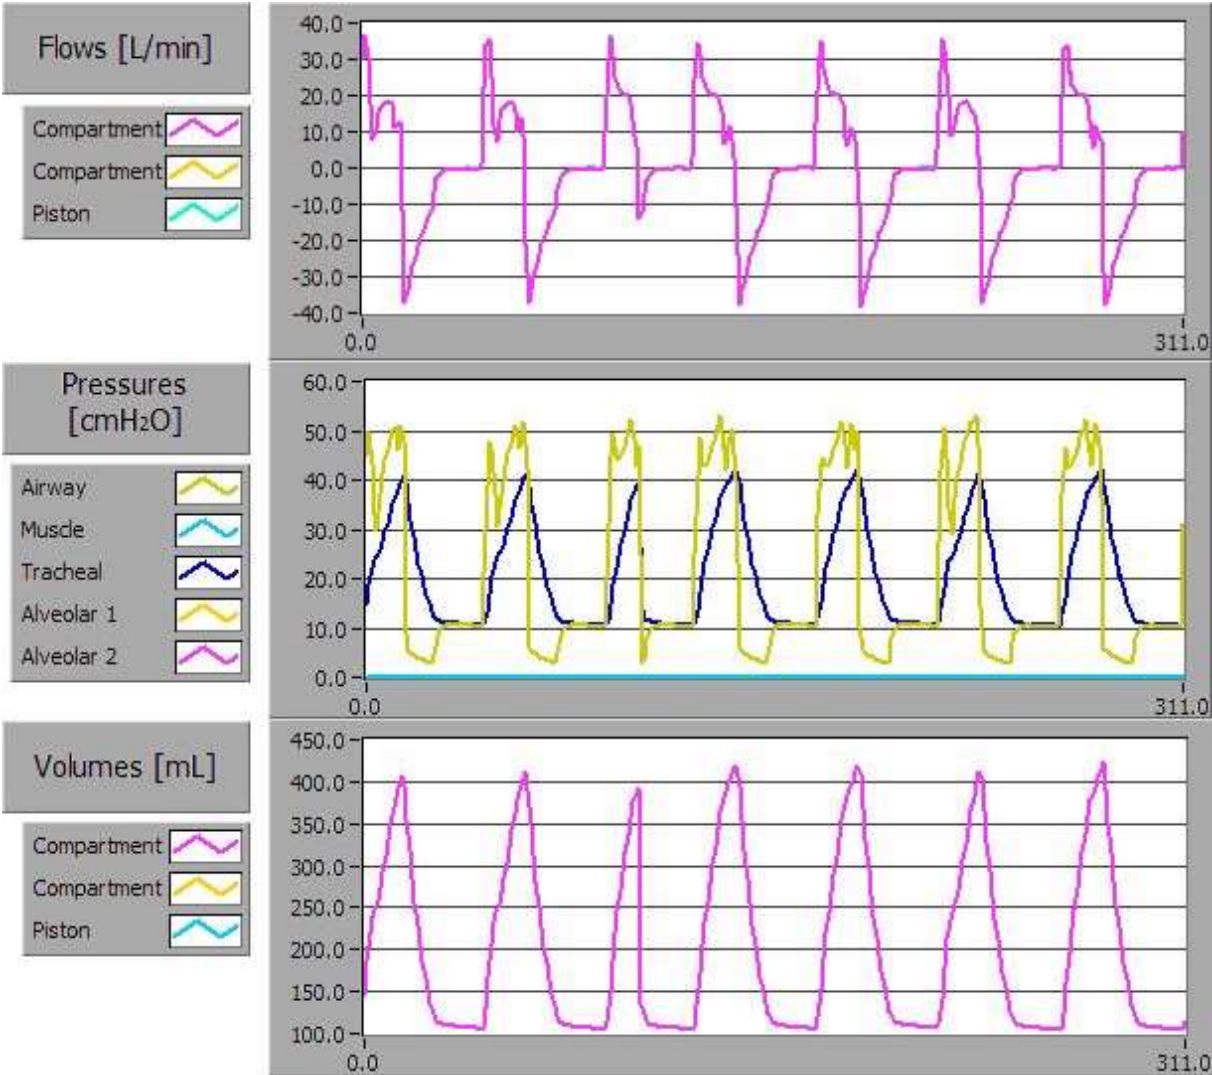 Flows [L/min]
Compartment
Compartment
Piston
40.0
30.0
20.0
10.0
0.0
-10.0
-20.0
-30.0
-40.0
0.0 311.0
Pressures
[cmH2O]
Airway
Muscle
Tracheal
Alveolar 1
Alveolar 2
60.0
50.0
40.0
30.0
20.0
10.0
0.0
0.0 311.0
Volumes [mL]
Compartment
Compartment
Piston
450.0
400.0
350.0
300.0
250.0
200.0
150.0
100.0
0.0 311.0